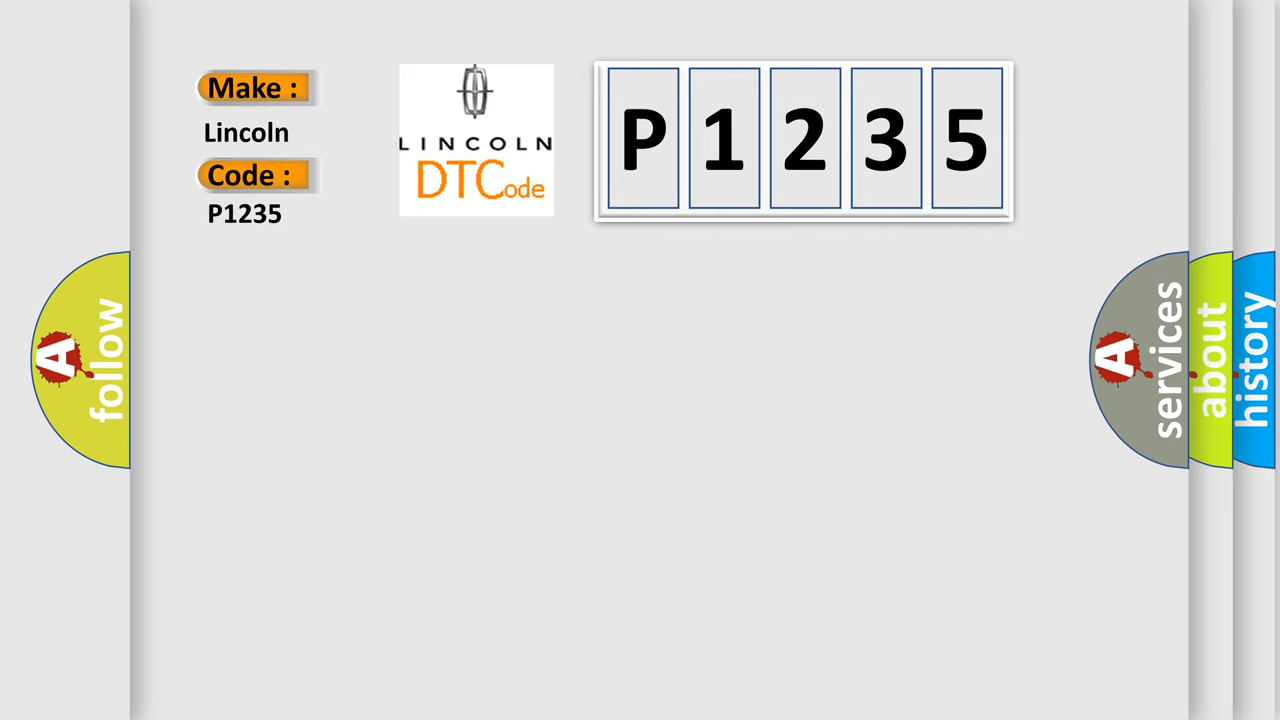 Make :
Lincoln
Code :
P1235
LINCOLN
DTCode
P 1 2 3 5
A follow
A services
about
history